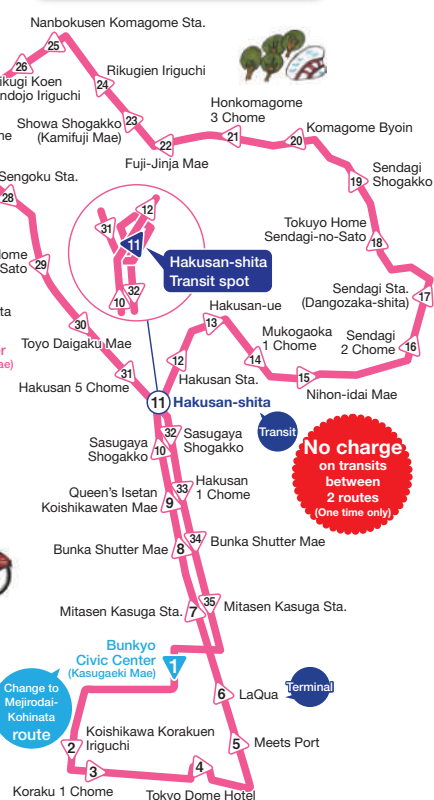 Nanbokusen Komagome Sta.
25
26
ikugi Koen
ndojo Iriguchi
24
Rikugien Iriguchi
Showa Shogakko
(Kamifuji Mae)
23
22
Fuji-Jinja Mae
Honkomagome
3 Chome
21
20
Komagome Byoin
19
Sendagi
Shogakko
Tokuyo Home
Sendagi-no-Sato
18
Sendagi Sta.
(Dangozaka-shita)
17
Sendagi
2 Chome
16
Nihon-idai Mae
15
Mukogaoka
1 Chome
14
Hakusan-ue
13
12
Hakusan Sta.
ne
Sengoku Sta.
28
ome
Sato
29
ta
30
Toyo Daigaku Mae
r
ae)
31
Hakusan 5 Chome
12
31
11
32
10
Hakusan-shita
Transit spot
11
Hakusan-shita
Transit
No charge
on transits
between
2 routes
(One time only)
32
Sasugaya
Shogakko
Sasugaya
Shogakko
10
33
Hakusan
1 Chome
Queen's Isetan
Koishikawaten Mae
9
34
Bunka Shutter Mae
Bunka Shutter Mae
8
35
Mitasen Kasuga Sta.
Mitasen Kasuga Sta.
7
Bunkyo
Civic Center
(Kasugaeki Mae)
1
Change to
Mejirodai-
Kohinata
route
6
LaQua
Terminal
5
Meets Port
2
Koishikawa Korakuen
Iriguchi
3
Koraku 1 Chome
4
Tokyo Dome Hotel